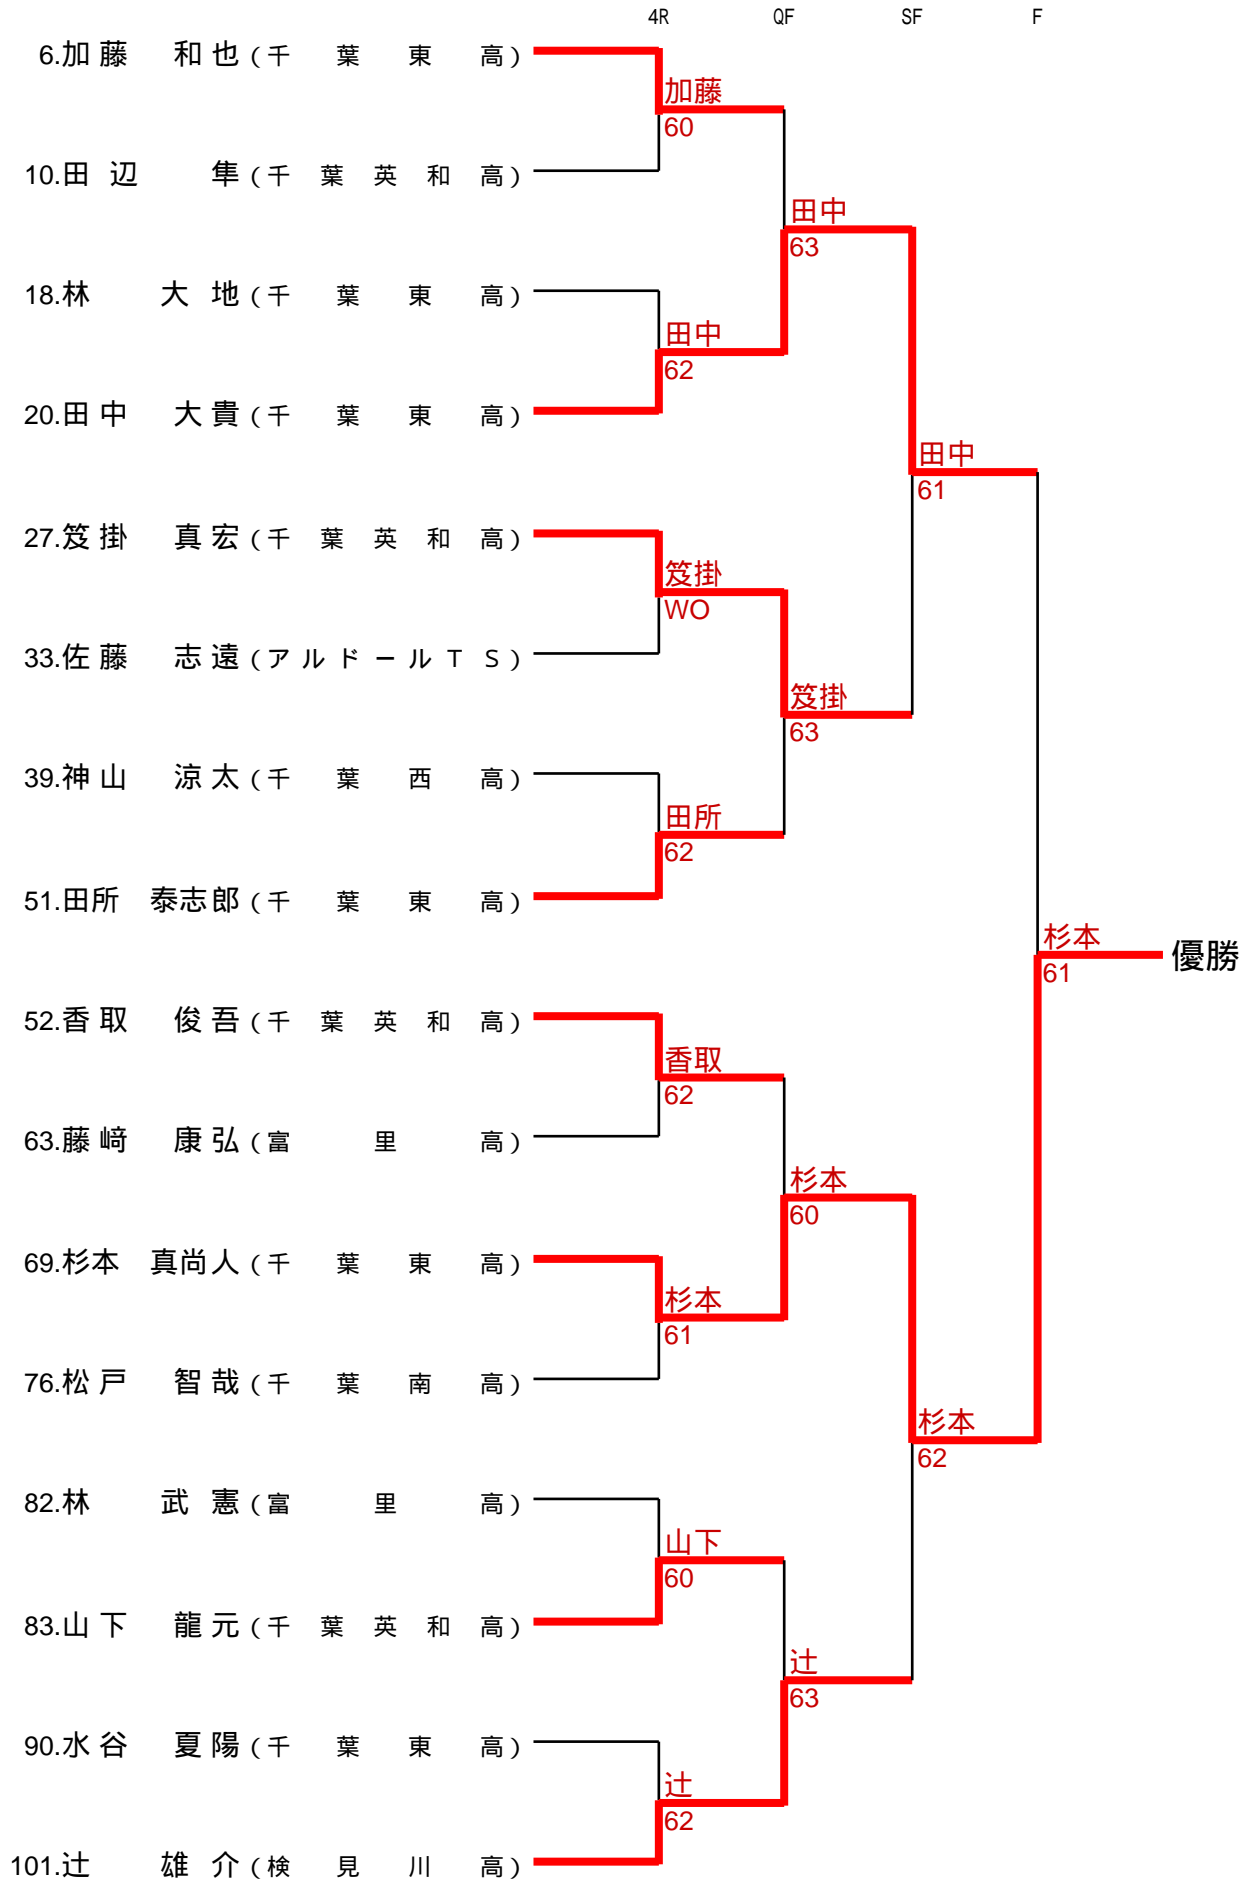 4R QF SF F
6.加藤 和也(千葉東高)
加藤
60
10.田辺 隼(千葉英和高)
田中
63
18.林 大地(千葉東高)
田中
62
20.田中 大貴(千葉東高)
田中
61
27.笈掛 真宏(千葉英和高)
笈掛
WO
33.佐藤 志遠(アルドールTS)
笈掛
63
39.神山 涼太(千葉西高)
田所
62
51.田所 泰志郎(千葉東高)
杉本
61
優勝
52.香取 俊吾(千葉英和高)
香取
62
63.藤﨑 康弘(富里高)
杉本
60
69.杉本 真尚人(千葉東高)
杉本
61
76.松戸 智哉(千葉南高)
杉本
62
82.林 武憲(富里高)
山下
60
83.山下 龍元(千葉英和高)
辻
63
90.水谷 夏陽(千葉東高)
辻
62
101.辻 雄介(検見川高)